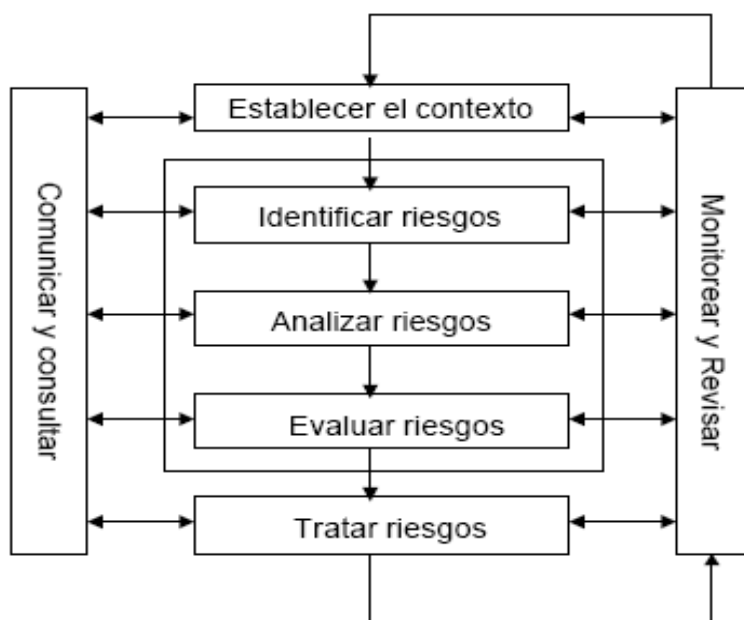 Establecer el contexto
Comunicar y consultar
Identificar riesgos
Monitorear y Revisar
Analizar riesgos
Evaluar riesgos
Tratar riesgos